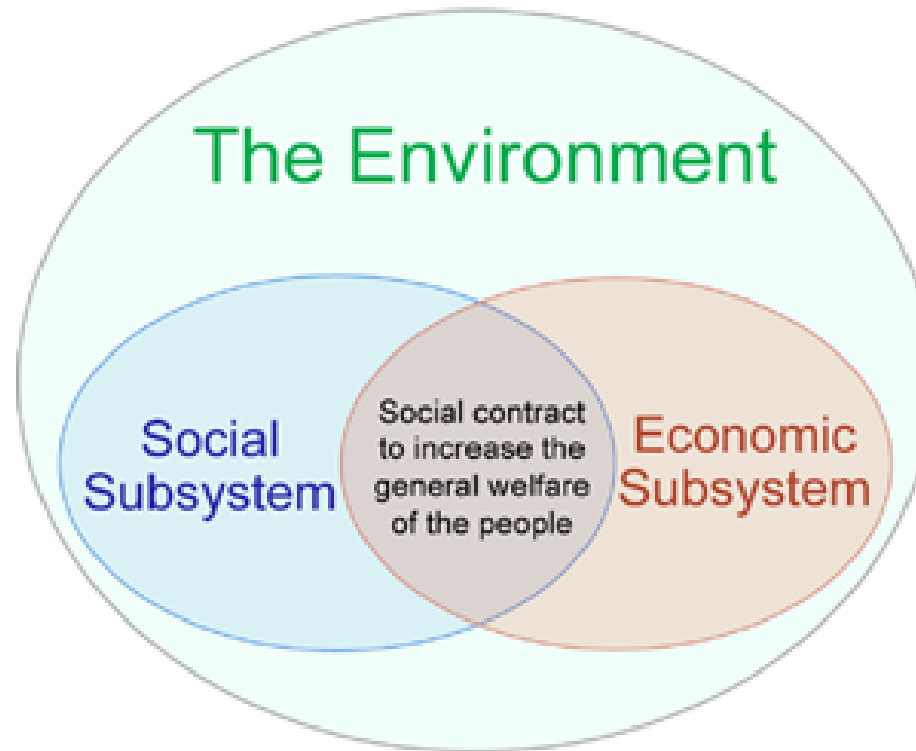 The Environment
Social
Subsystem
Social contract
to increase the
general welfare
of the people
Economic
Subsystem